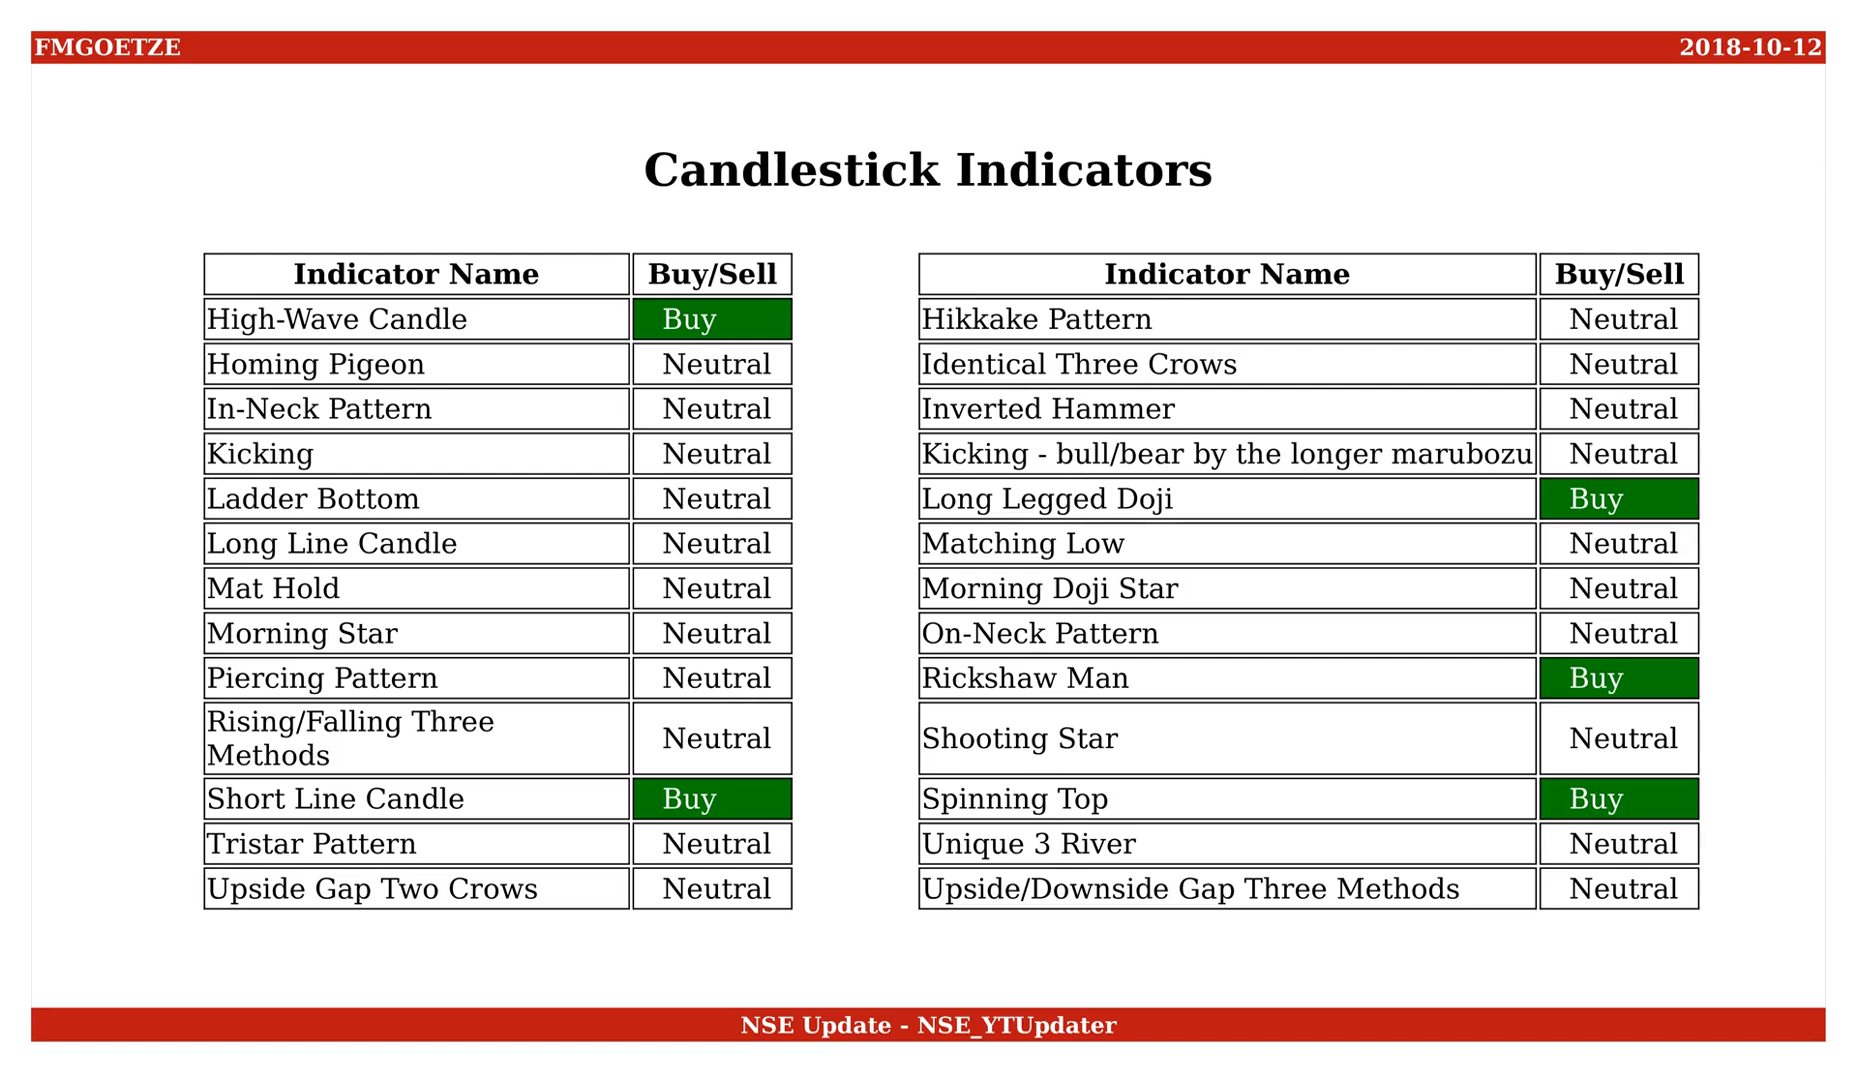 FMGOETZE 2018-10-12
Candlestick Indicators
Indicator Name Buy/Sell
High-Wave Candle Buy
Homing Pigeon Neutral
In-Neck Pattern Neutral
Kicking Neutral
Ladder Bottom Neutral
Long Line Candle Neutral
Mat Hold Neutral
Morning Star Neutral
Piercing Pattern Neutral
Rising/Falling Three
Methods Neutral
Short Line Candle Buy
Tristar Pattern Neutral
Upside Gap Two Crows Neutral
Indicator Name Buy/Sell
Hikkake Pattern Neutral
Identical Three Crows Neutral
Inverted Hammer Neutral
Kicking - bull/bear by the longer marubozu Neutral
Long Legged Doji Buy
Matching Low Neutral
Morning Doji Star Neutral
On-Neck Pattern Neutral
Rickshaw Man Buy
Shooting Star Neutral
Spinning Top Buy
Unique 3 River Neutral
Upside/Downside Gap Three Methods Neutral
NSE Update - NSE_YTUpdater